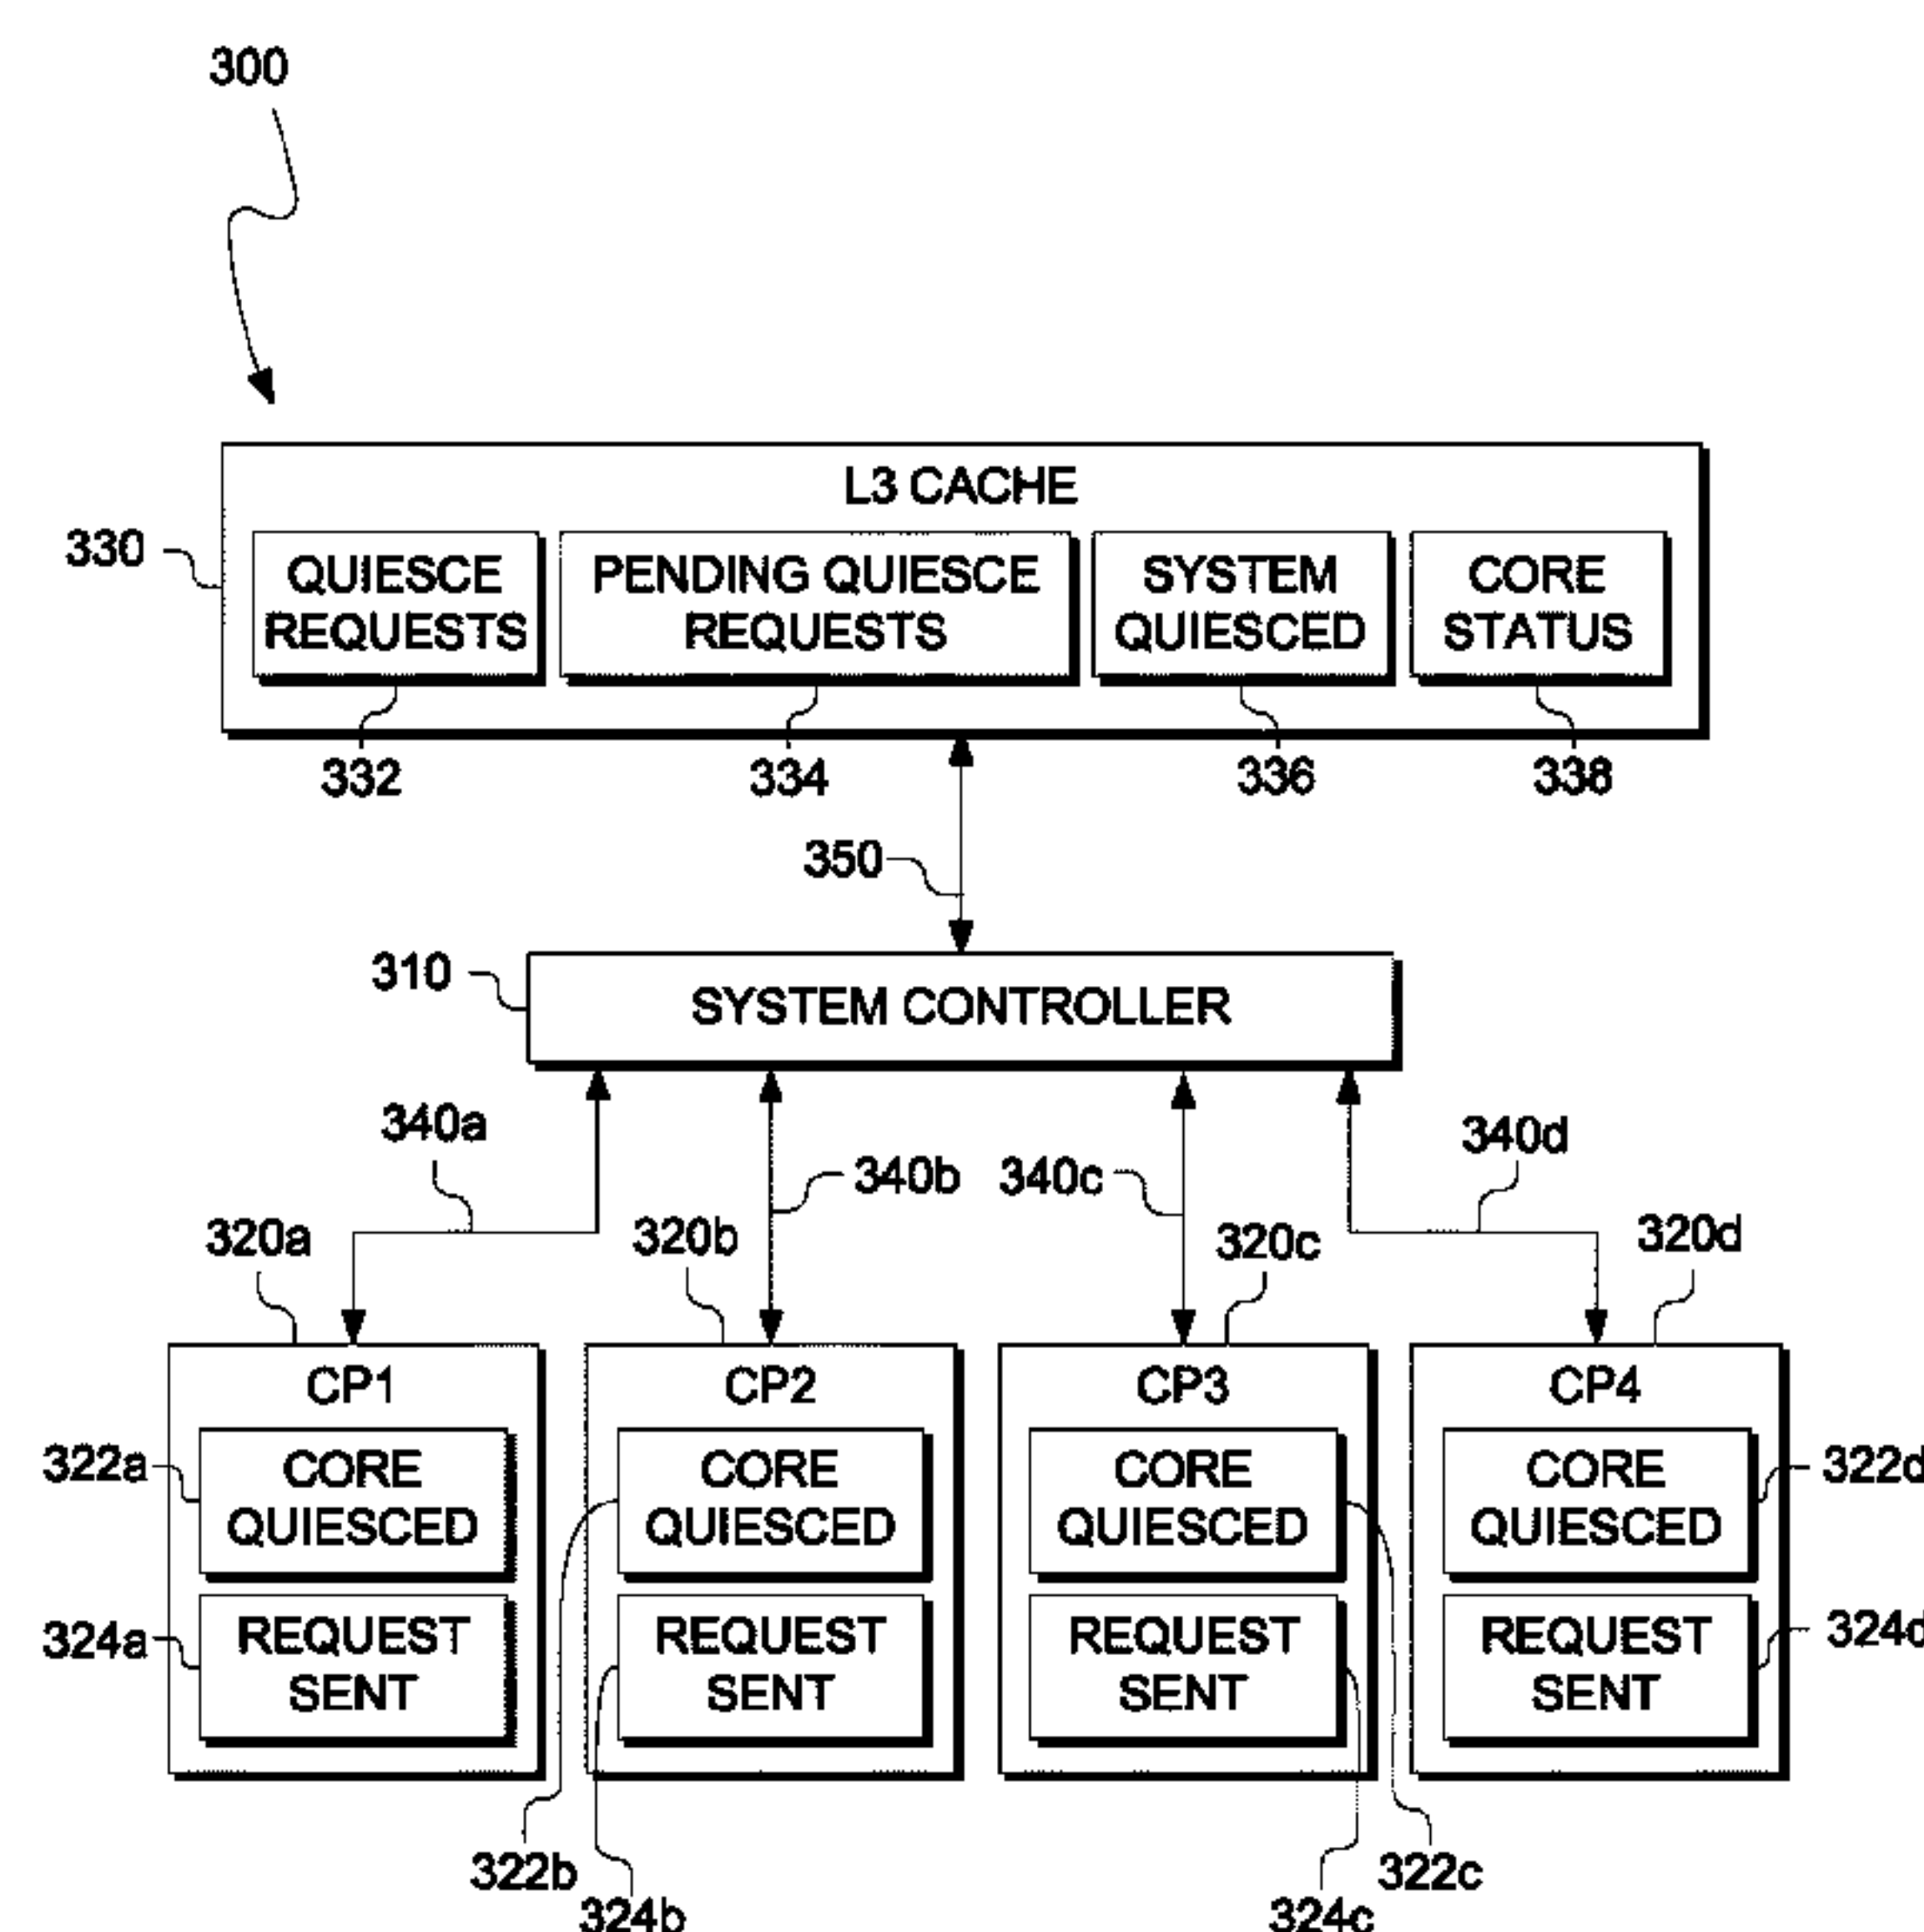 300
L3 CACHE
330
QUIESCE
REQUESTS
PENDING QUIESCE
REQUESTS
SYSTEM
QUIESCED
CORE
STATUS
332
334
336
338
350
310
SYSTEM CONTROLLER
340a
340b
340c
340d
320a
320b
320c
320d
CP1
CP2
CP3
CP4
322a
CORE
QUIESCED
CORE
QUIESCED
CORE
QUIESCED
CORE
QUIESCED
322d
324a
REQUEST
SENT
REQUEST
SENT
REQUEST
SENT
REQUEST
SENT
324d
322b
324b
324c
322c